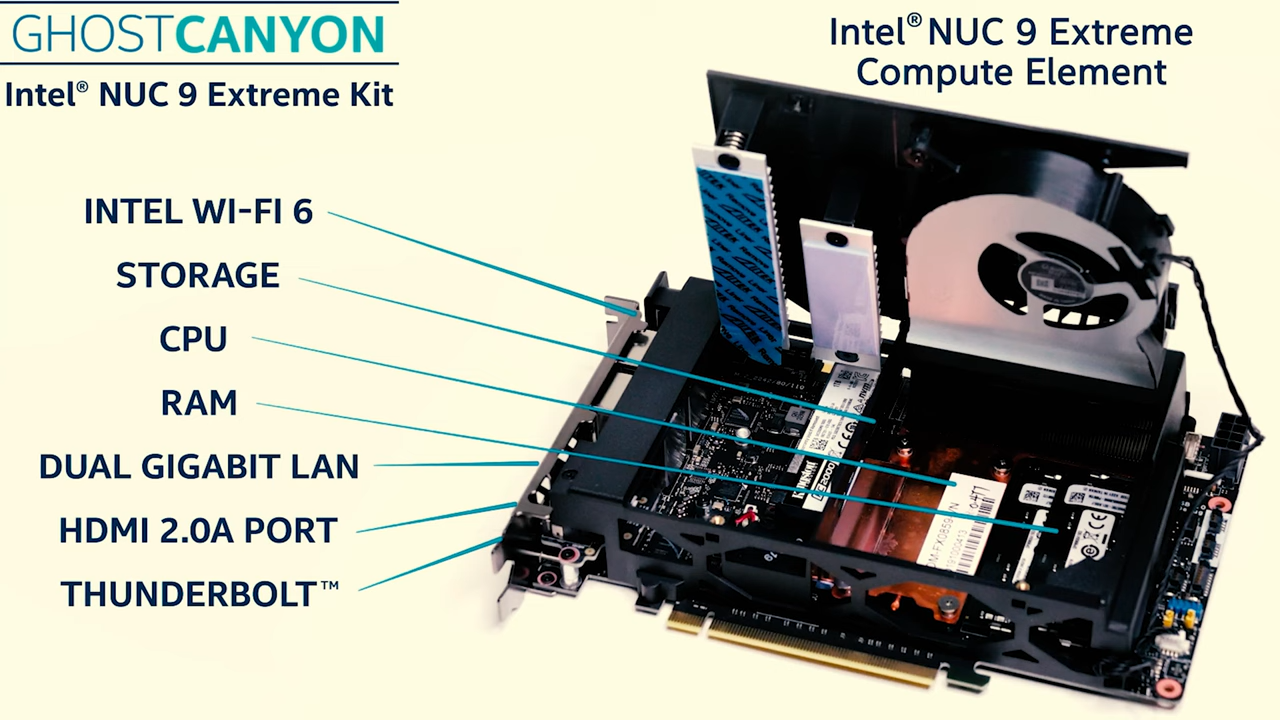 GHOSTCANYON
Intel® NUC 9 Extreme Kit
Intel® NUC 9 Extreme
Compute Element
INTEL WI-FI 6
STORAGE
CPU
RAM
DUAL GIGABIT LAN
HDMI 2.0A PORT
THUNDERBOLT™
Kingston